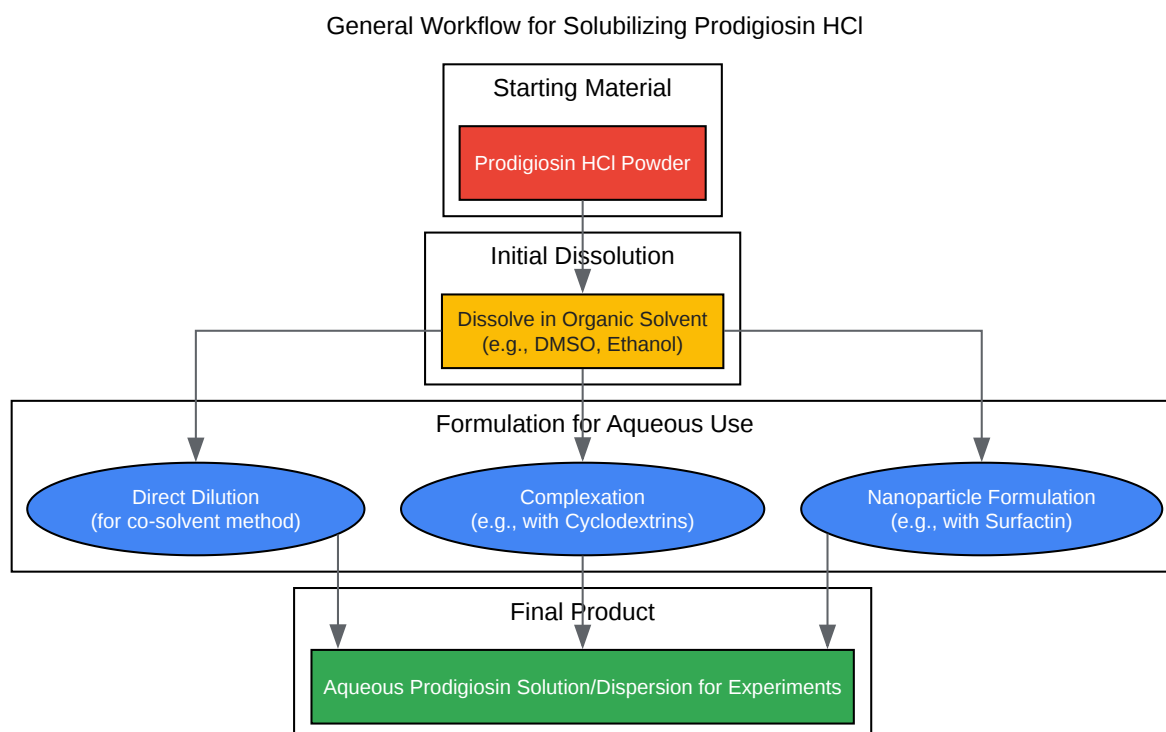 General Workflow for Solubilizing Prodigiosin HCl
Starting Material
Prodigiosin HCl Powder
Initial Dissolution
Dissolve in Organic Solvent
(e.g., DMSO, Ethanol)
Formulation for Aqueous Use
Direct Dilution
(for co-solvent method)
Complexation
(e.g., with Cyclodextrins)
Nanoparticle Formulation
(e.g., with Surfactin)
Final Product
Aqueous Prodigiosin Solution/Dispersion for Experiments